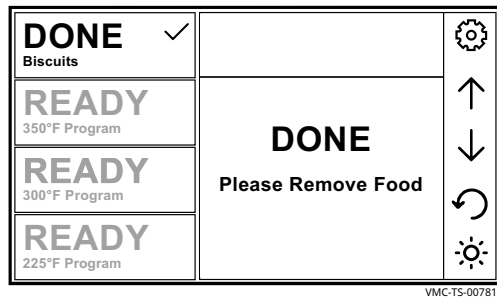 DONE
Biscuits
READY
350°F Program
READY
300°F Program
READY
225°F Program
DONE
Please Remove Food
VMC-TS-00781